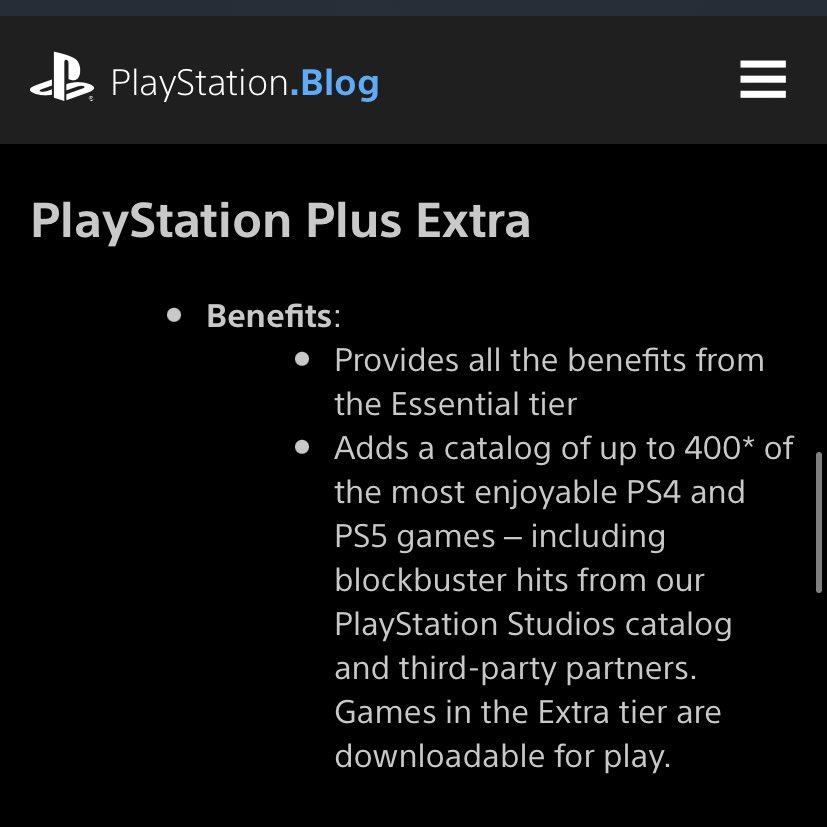 PlayStation.Blog
PlayStation Plus Extra
• Benefits:
• Provides all the benefits from
the Essential tier
• Adds a catalog of up to 400* of
the most enjoyable PS4 and
PS5 games – including
blockbuster hits from our
PlayStation Studios catalog
and third-party partners.
Games in the Extra tier are
downloadable for play.